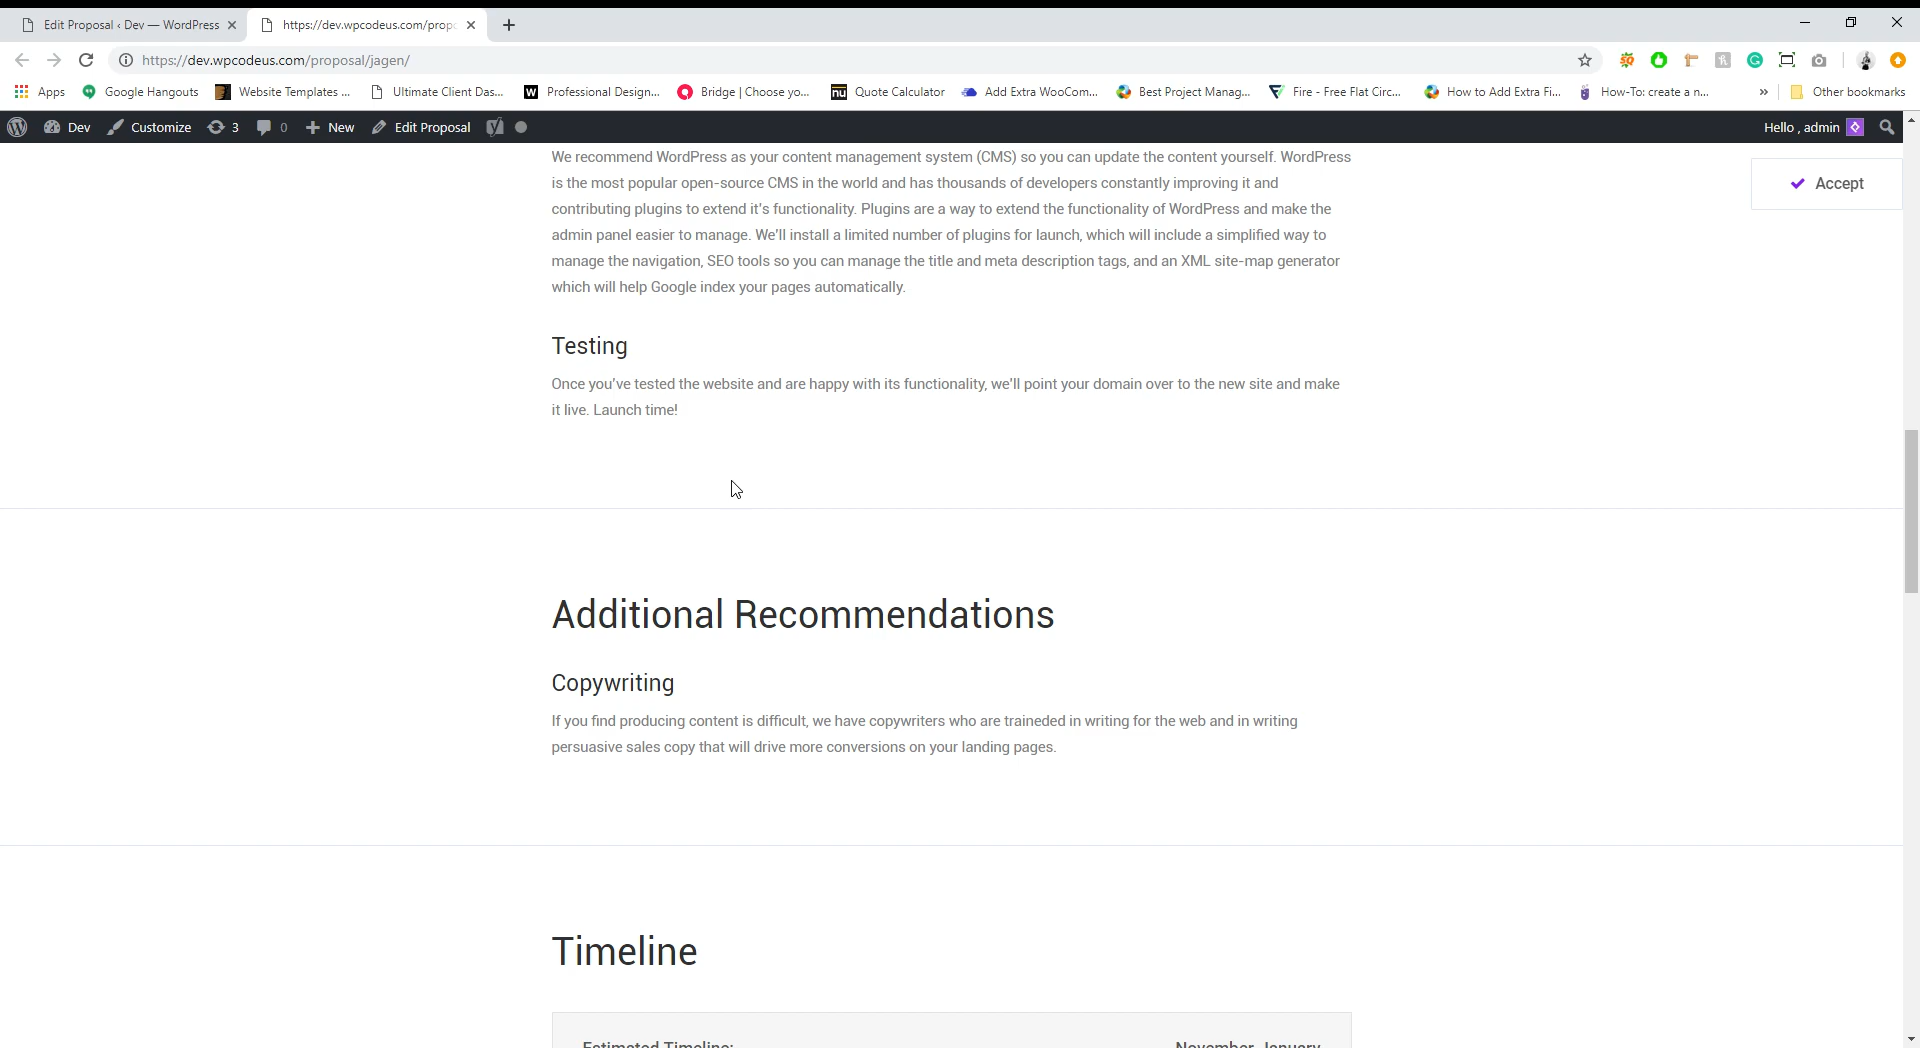 Edit Proposal ‹ Dev — WordPress
https://dev.wpcodeus.com/propo
https://dev.wpcodeus.com/proposal/jagen/
Apps
Google Hangouts
Website Templates ...
Ultimate Client Das...
Professional Design...
Bridge | Choose yo...
nu
Quote Calculator
Add Extra WooCom...
Best Project Manag...
Fire - Free Flat Circ...
How to Add Extra Fi...
How-To: create a n...
»
Other bookmarks
Dev
Customize
3
0
New
Edit Proposal
Hello , admin
We recommend WordPress as your content management system (CMS) so you can update the content yourself. WordPress
is the most popular open-source CMS in the world and has thousands of developers constantly improving it and
contributing plugins to extend it's functionality. Plugins are a way to extend the functionality of WordPress and make the
admin panel easier to manage. We'll install a limited number of plugins for launch, which will include a simplified way to
manage the navigation, SEO tools so you can manage the title and meta description tags, and an XML site-map generator
which will help Google index your pages automatically.
Accept
Testing
Once you've tested the website and are happy with its functionality, we'll point your domain over to the new site and make
it live. Launch time!
Additional Recommendations
Copywriting
If you find producing content is difficult, we have copywriters who are traineded in writing for the web and in writing
persuasive sales copy that will drive more conversions on your landing pages.
Timeline
Estimated Timeline:
November-January